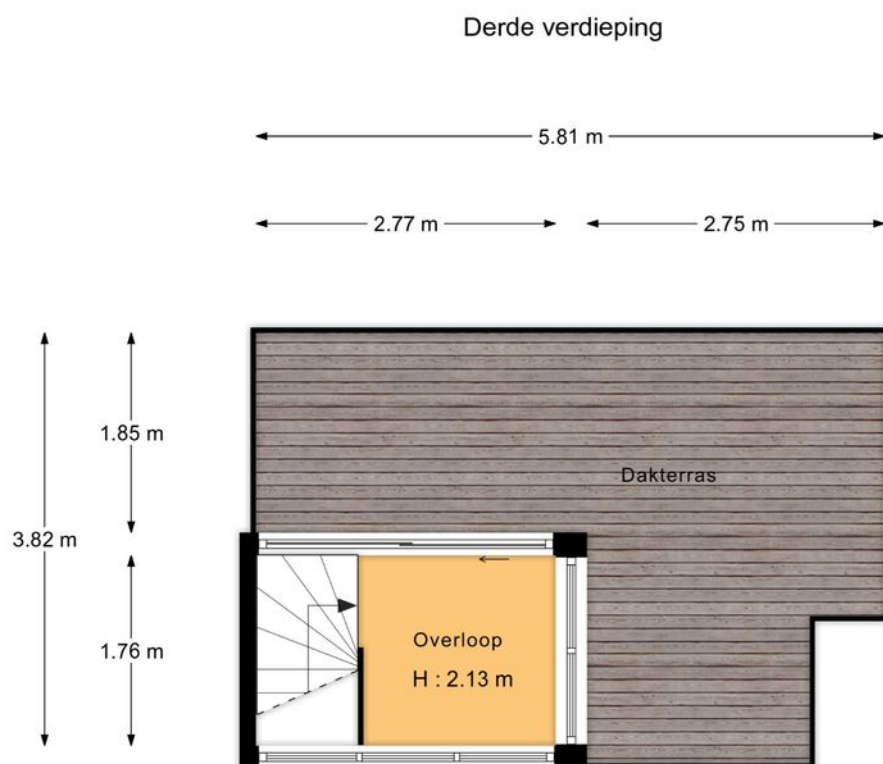 Derde verdieping
5.81 m
2.77 m
2.75 m
1.85 m
3.82 m
1.76 m
Dakterras
Overloop
H : 2.13 m